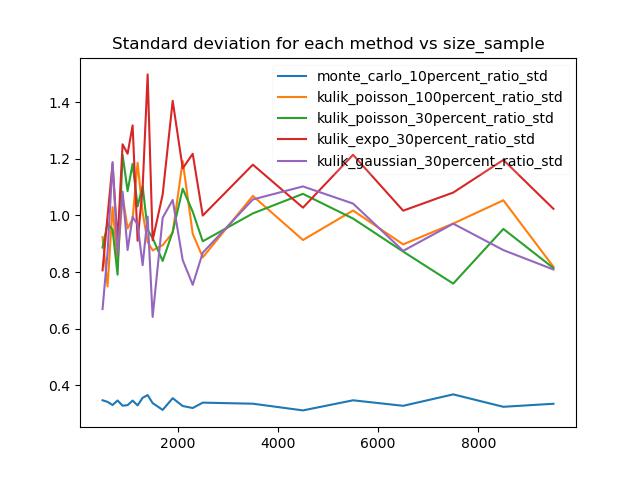 Standard deviation for each method vs size_sample
monte_carlo_10percent_ratio_std
kulik_poisson_100percent_ratio_std
kulik_poisson_30percent_ratio_std
kulik_expo_30percent_ratio_std
kulik_gaussian_30percent_ratio_std
1.4
1.2
1.0
0.8
0.6
0.4
2000 4000 6000 8000